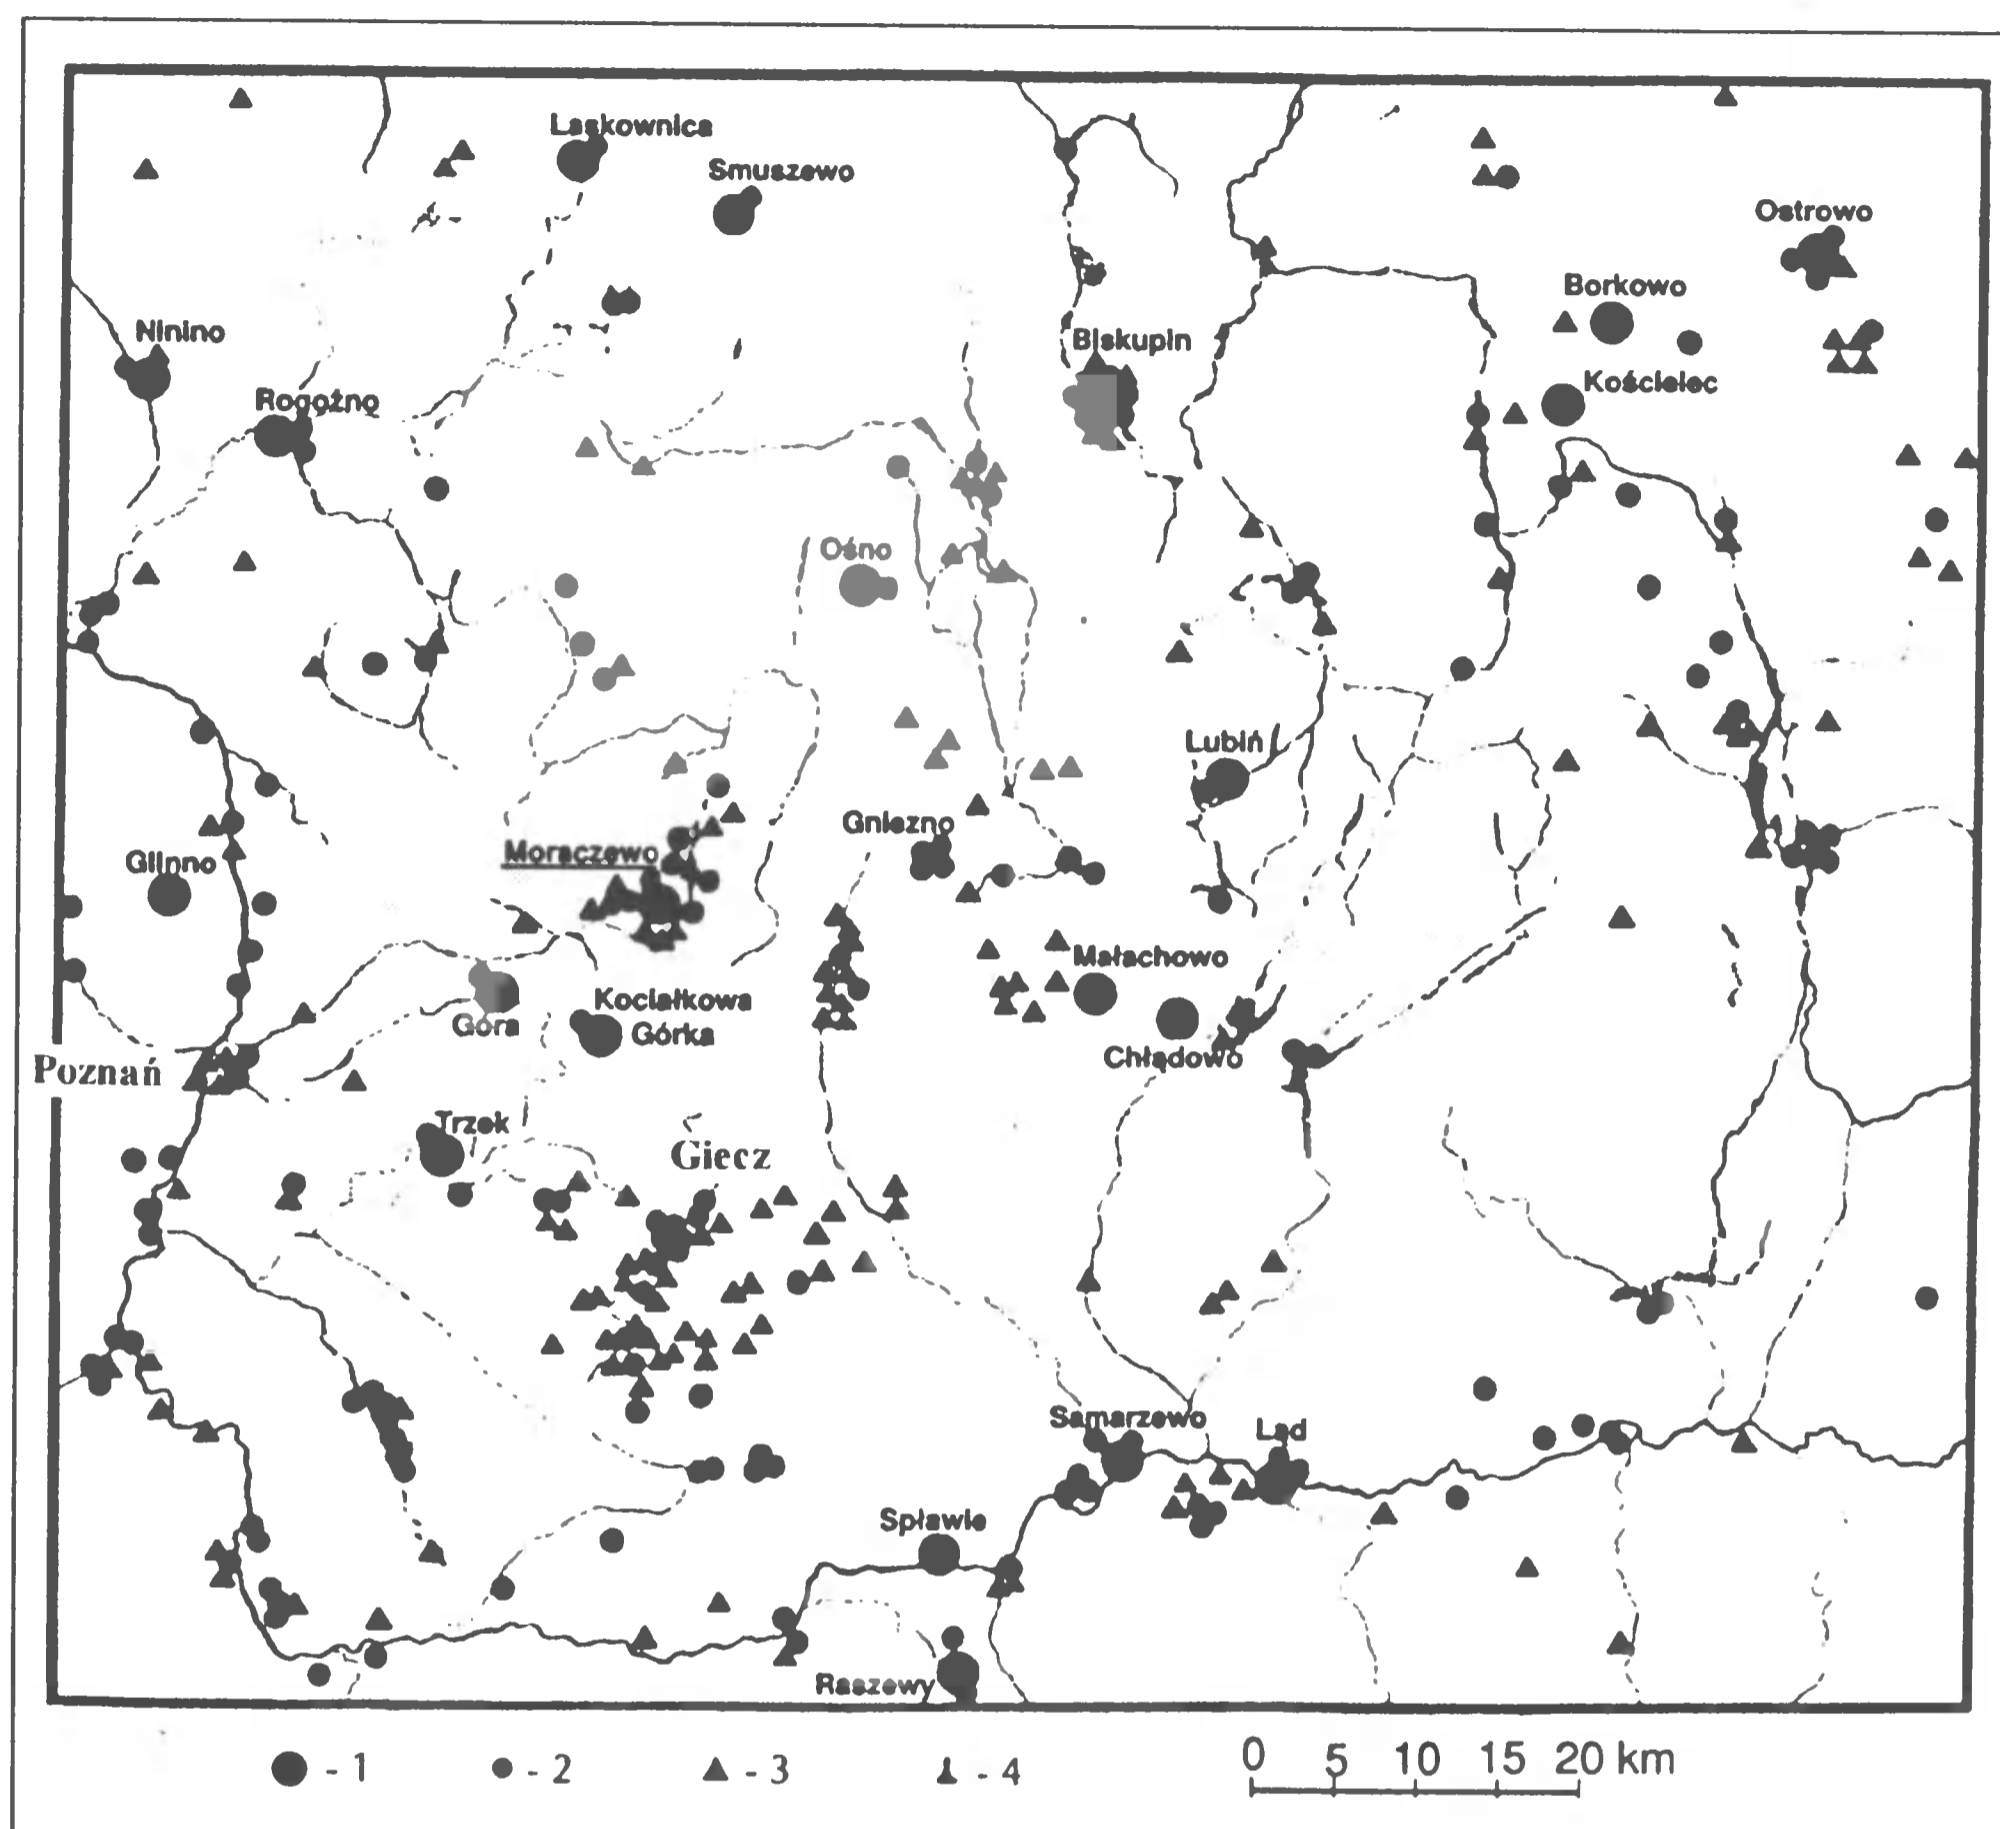 Laskownica
Smuszewo
Ostrowo
Borkowo
Ninino
Biskupin
Kościelec
Rogoźno
Ośno
Lubiń
Gniezno
Moraczewo
Glinno
Małachowo
Kociałkowa
Górka
Góra
Chłądowo
Poznań
Trzek
Giecz
Samarzewo
Ląd
Spławie
Raszewy
- 1
- 2
- 3
- 4
0 5 10 15 20 km